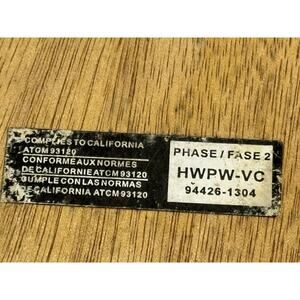 COMPLIES TO CALIFORNIA
ATCM 93120
CONFORME AUX NORMES
DE CALIFORNIE ATCM 93120
CUMPLE CON LAS NORMAS
DE CALIFORNIA ATCM 93120
PHASE / FASE 2
HWPW-VC
94426-1304